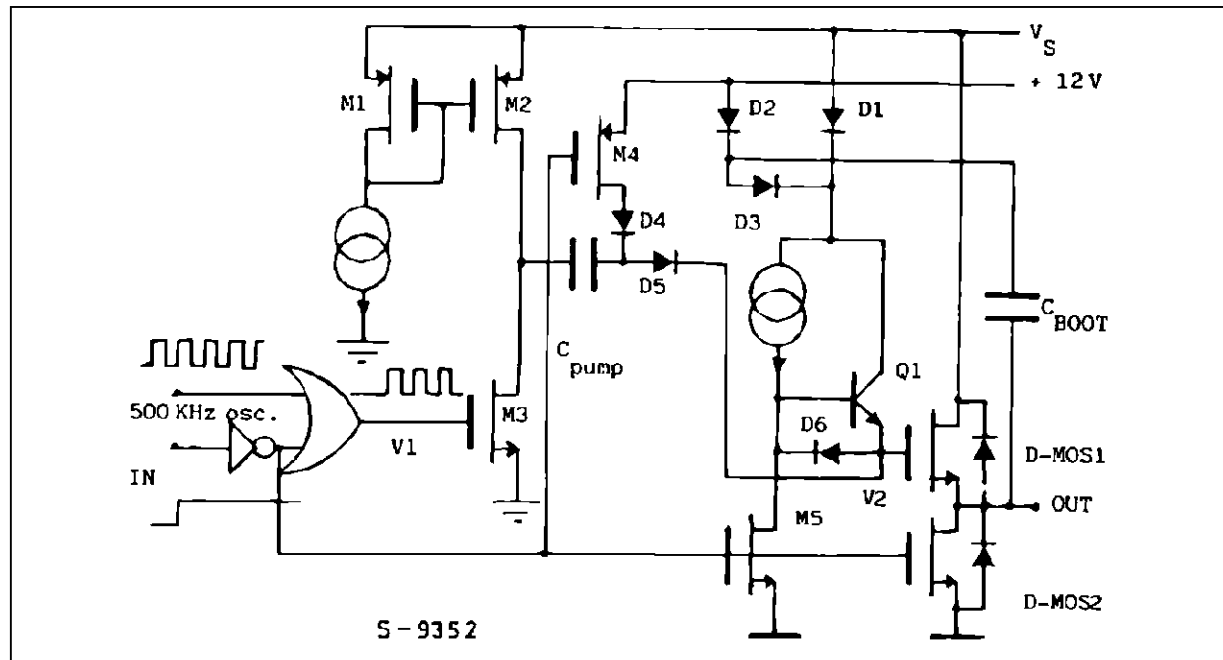 V S
+ 12V
M1
M2
D2
D1
M4
D3
D4
D5
C BOOT
C pump
Q1
500 KHz osc.
M3
D6
V1
D-MOS1
IN
V2
OUT
M5
D-MOS2
S-9352